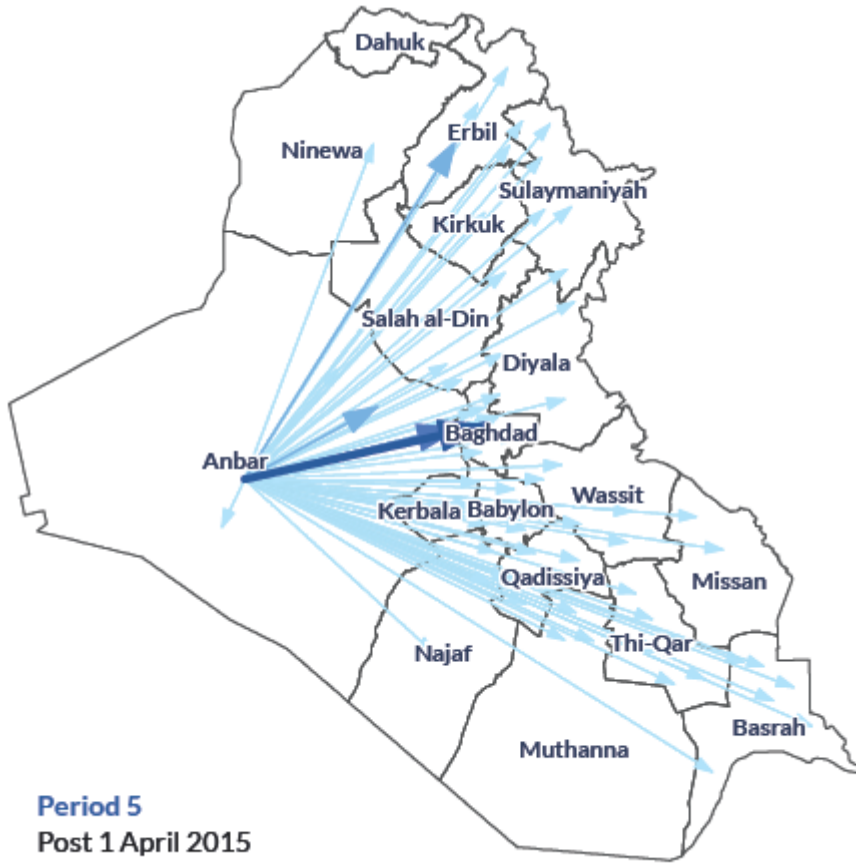 Dahuk
Erbil
Ninewa
Sulaymaniyah
Kirkuk
Salah al-Din
Diyala
Baghdad
Anbar
Wassit
Kerbala
Babylon
Qadissiya
Missan
Thi-Qar
Najaf
Basrah
Muthanna
Period 5
Post 1 April 2015